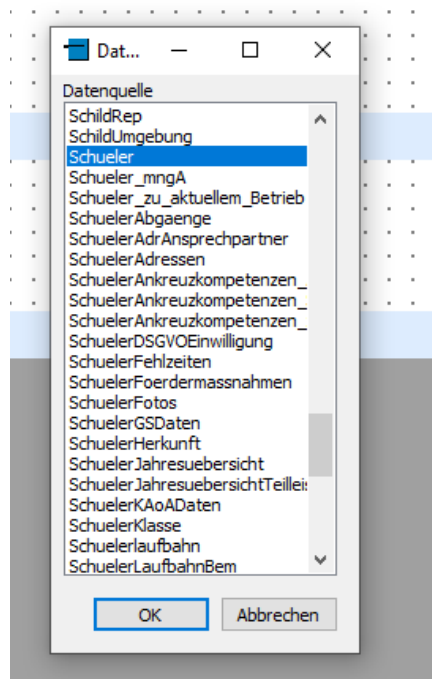 Dat...
Datenquelle
SchildRep
SchildUmgebung
Schueler
Schueler_mngA
Schueler_zu_aktuellem_Betrieb
SchuelerAbgaenge
SchuelerAdrAnsprechpartner
SchuelerAdressen
SchuelerAnkreuzkompetenzen_
SchuelerAnkreuzkompetenzen_
SchuelerAnkreuzkompetenzen_
SchuelerDSGVOEinwilligung
SchuelerFehlzeiten
SchuelerFoerdermassnahmen
SchuelerFotos
SchuelerGSDaten
SchuelerHerkunft
SchuelerJahresuebersicht
SchuelerJahresuebersichtTeilleis
SchuelerKAoADaten
SchuelerKlasse
Schuelerlaufbahn
SchuelerLaufbahnBem
OK Abbrechen